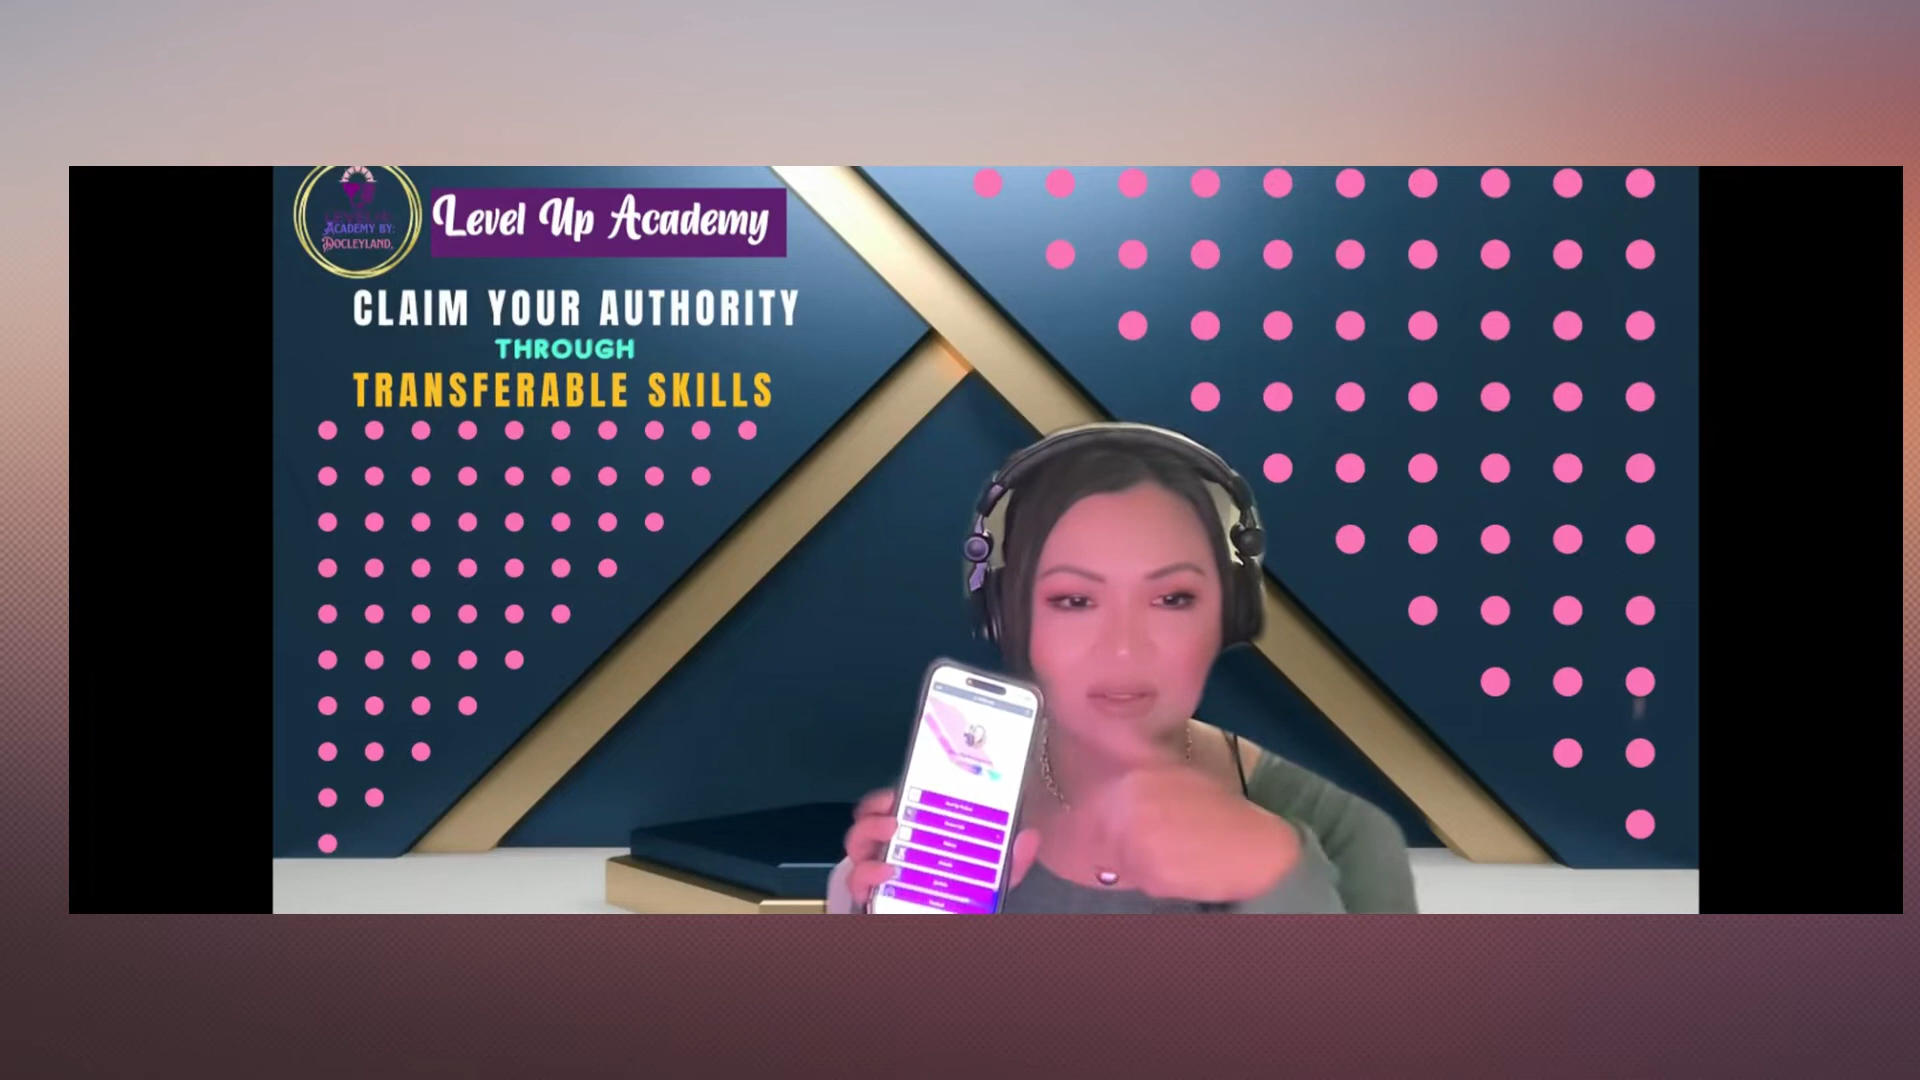 ACADEMY BY:
DOCLEYLAND.
Level Up Academy
CLAIM YOUR AUTHORITY
THROUGH
TRANSFERABLE SKILLS